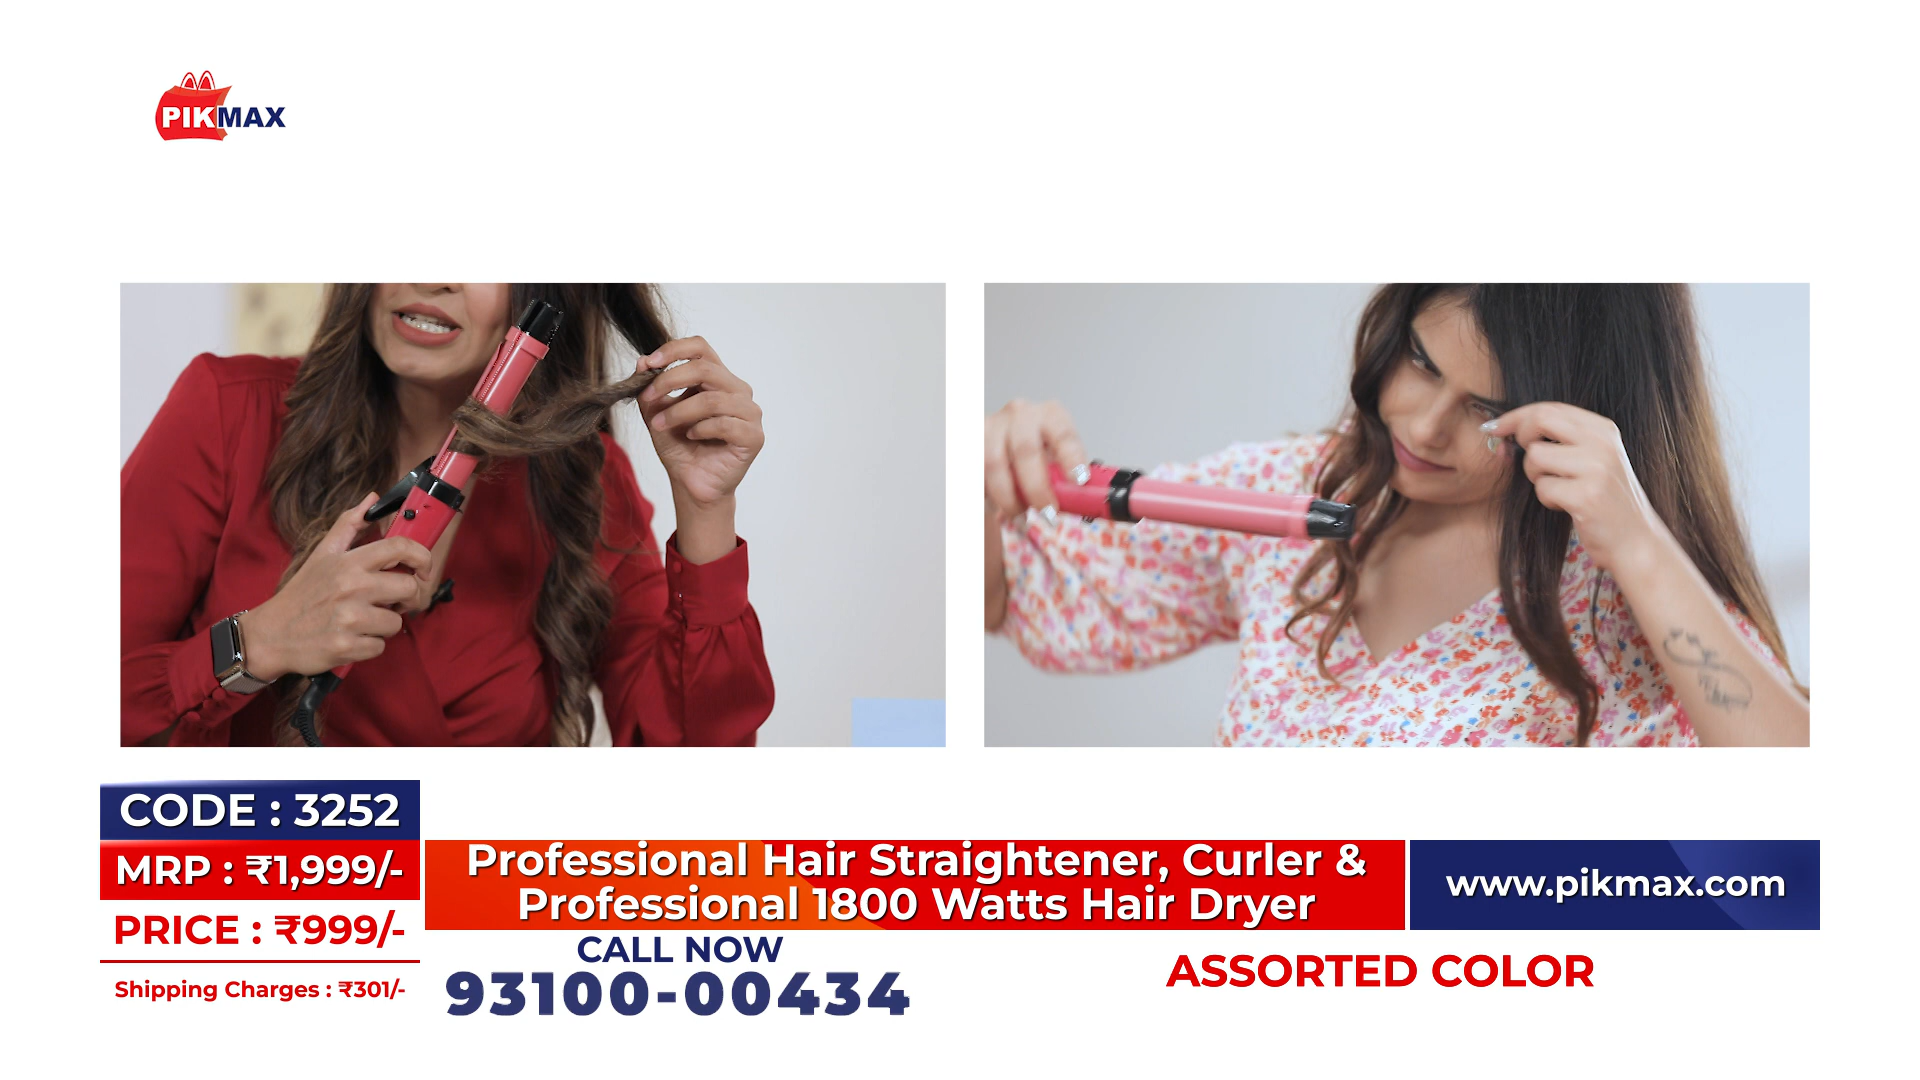 PIKMAX
CODE : 3252
MRP : ₹1,999/-
PRICE : ₹999/-
Shipping Charges : ₹301/-
Professional Hair Straightener, Curler &
Professional 1800 Watts Hair Dryer
CALL NOW
93100-00434
www.pikmax.com
ASSORTED COLOR